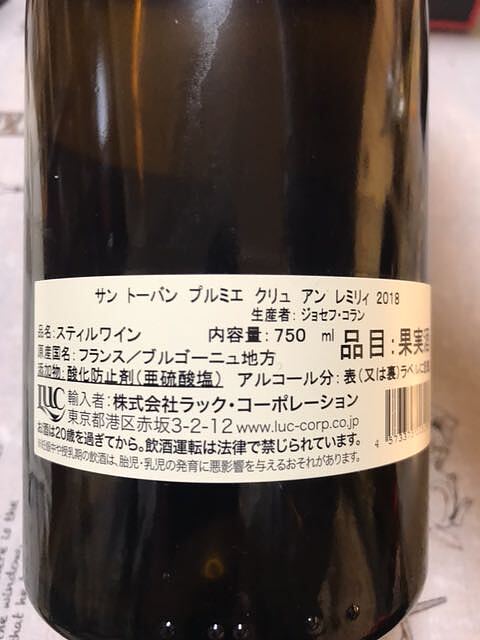 サン トーバン プルミエ クリュ アン レミリィ 2018
生産者：ジョセフ・コラン
品名：スティルワイン 内容量：750 ml 品目：果実酒
原産国名：フランス／ブルゴーニュ地方
添加物：酸化防止剤（亜硫酸塩） アルコール分：表（又は裏）ラベルに
LUC 輸入者：株式会社ラック・コーポレーション
東京都港区赤坂3-2-12 www.luc-corp.co.jp
お酒は20歳を過ぎてから。飲酒運転は法律で禁じられています。
※妊娠中や授乳期の飲酒は、胎児・乳児の発育に悪影響を与えるおそれがあります。